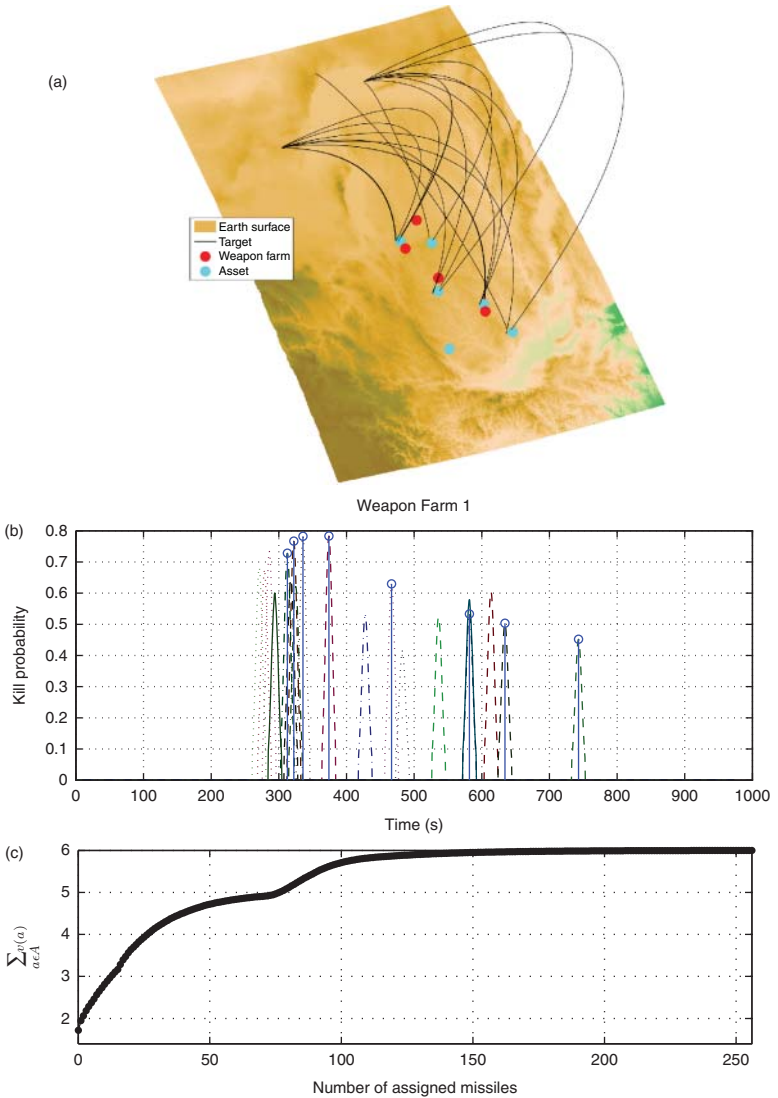 (a)
Earth surface
Target
Weapon farm
Asset
Weapon Farm 1
(b)
0.8
0.7
0.6
0.5
0.4
0.3
0.2
0.1
0
Kill probability
0 100 200 300 400 500 600 700 800 900 1000
Time (s)
(c)
6
5
4
3
2
∑ v(a)
aϵA
0 50 100 150 200 250
Number of assigned missiles